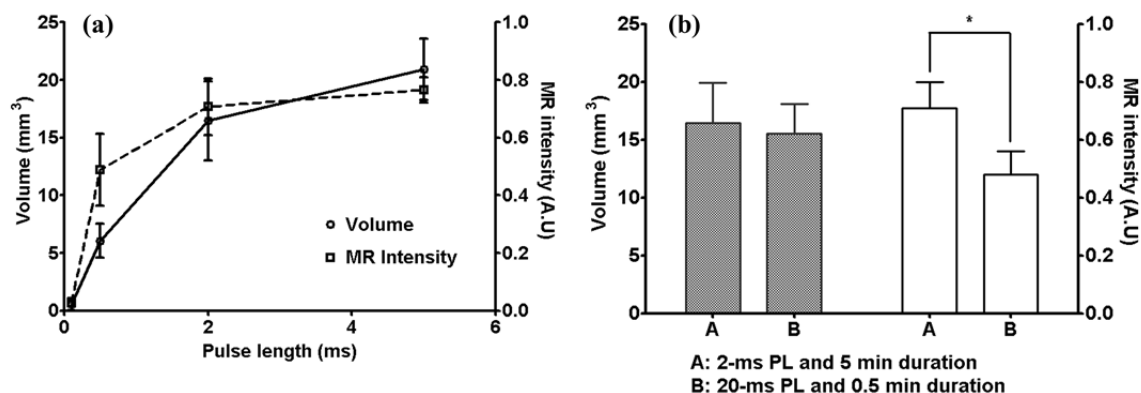 (a)
25
20
15
10
5
0
Volume (mm³)
1.0
0.8
0.6
0.4
0.2
0.0
MR intensity (A.U)
Volume
MR Intensity
0 2 4 6
Pulse length (ms)
(b)
25
20
15
10
5
0
Volume (mm³)
*
1.0
0.8
0.6
0.4
0.2
0.0
MR intensity (A.U)
A B A B
A: 2-ms PL and 5 min duration
B: 20-ms PL and 0.5 min duration